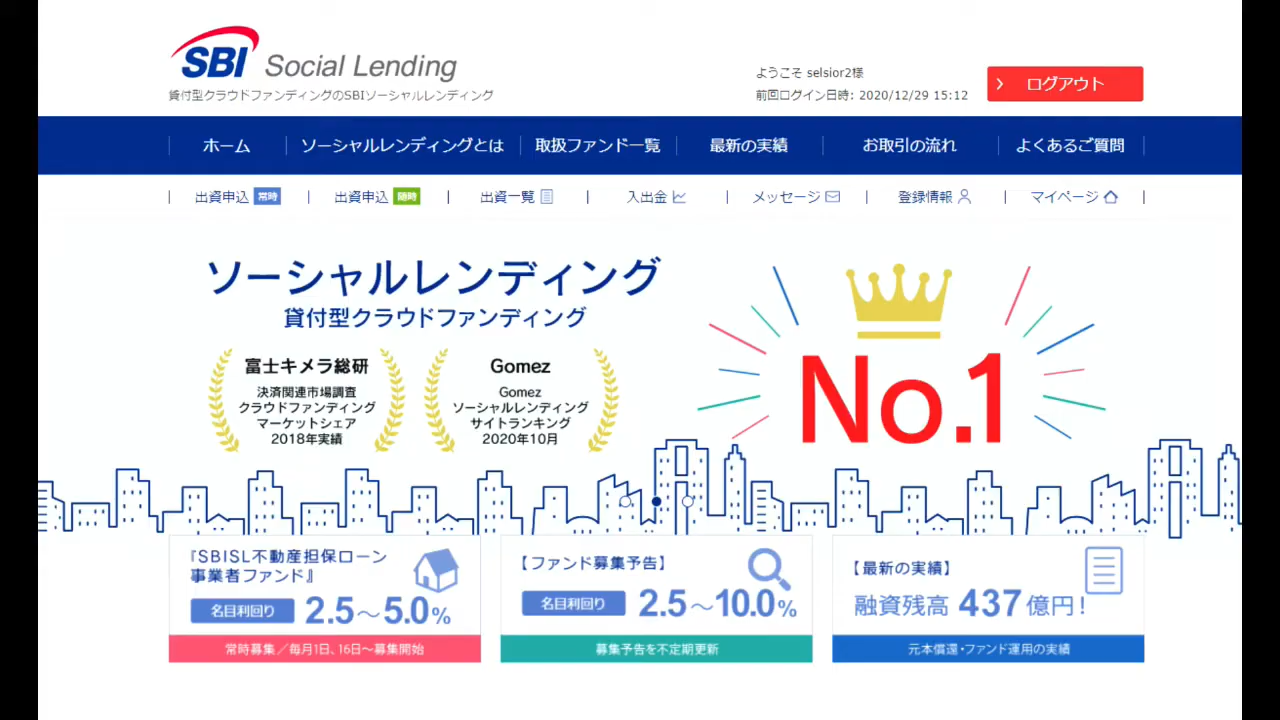 SBI Social Lending
貸付型クラウドファンディングのSBIソーシャルレンディング
ようこそ selsior2様
前回ログイン日時: 2020/12/29 15:12
ログアウト
ホーム
ソーシャルレンディングとは
取扱ファンド一覧
最新の実績
お取引の流れ
よくあるご質問
出資申込 常時
出資申込 随時
出資一覧
入出金
メッセージ
登録情報
マイページ
ソーシャルレンディング
貸付型クラウドファンディング
富士キメラ総研
決済関連市場調査
クラウドファンディング
マーケットシェア
2018年実績
Gomez
Gomez
ソーシャルレンディング
サイトランキング
2020年10月
No.1
『SBISL不動産担保ローン
事業者ファンド』
名目利回り 2.5～5.0%
常時募集／毎月1日、16日～募集開始
【ファンド募集予告】
名目利回り 2.5～10.0%
募集予告を不定期更新
【最新の実績】
融資残高 437億円！
元本償還・ファンド運用の実績